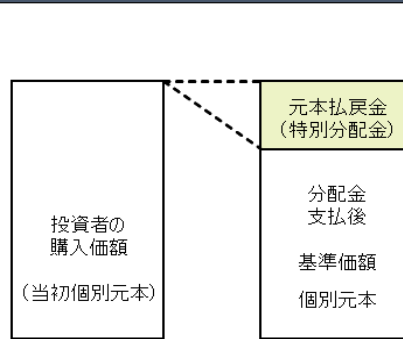 投資者の
購入価額
(当初個別元本)
元本払戻金
(特別分配金)
分配金
支払後
基準価額
個別元本